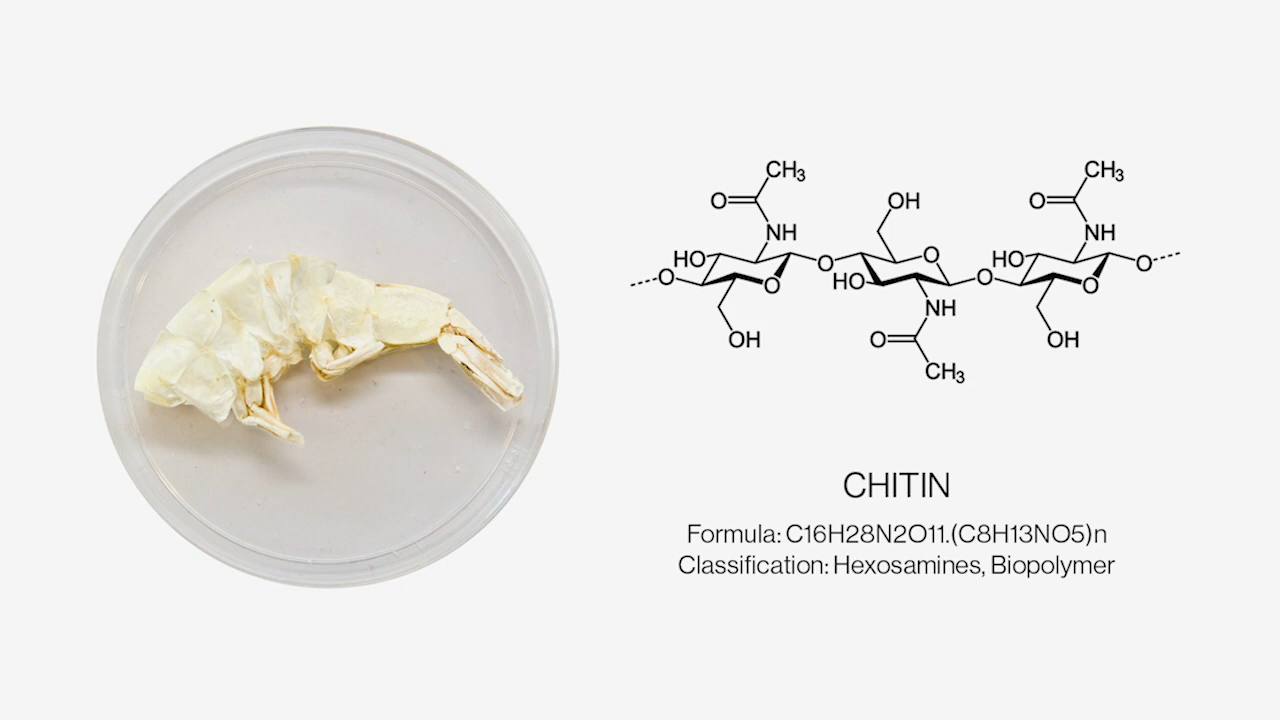 CH3
CH3
O
OH
O
NH
NH
HO
O
O
HO
O
O
O
HO
O
O
NH
OH
O
OH
CH3
CHITIN
Formula: C16H28N2O11.(C8H13NO5)n
Classification: Hexosamines, Biopolymer